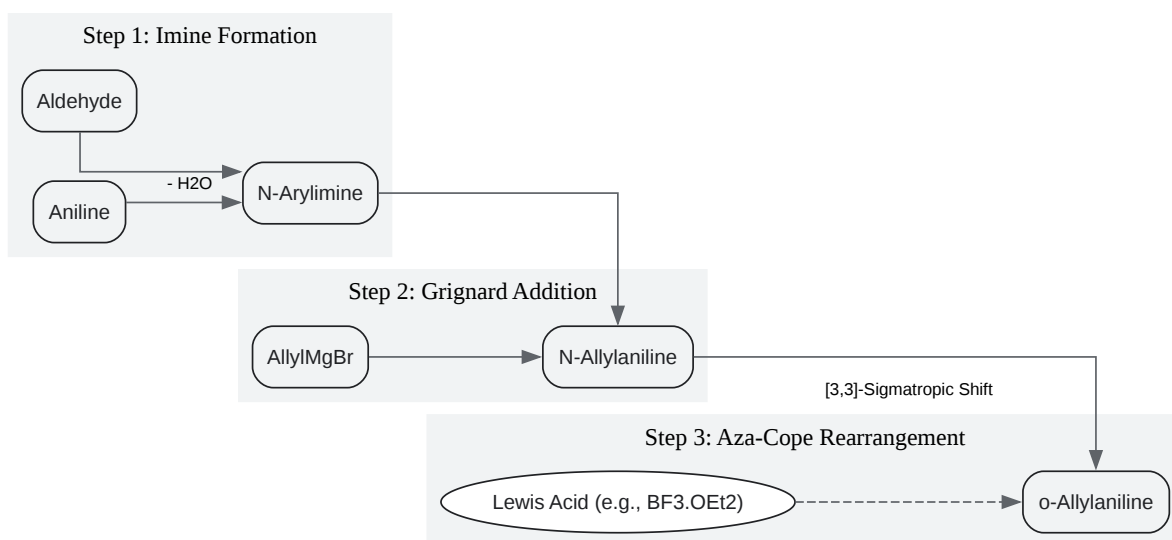 Step 1: Imine Formation
Aldehyde
- H2O
N-Arylimine
Aniline
Step 2: Grignard Addition
AllylMgBr
N-Allylaniline
[3,3]-Sigmatropic Shift
Step 3: Aza-Cope Rearrangement
Lewis Acid (e.g., BF3.OEt2)
o-Allylaniline